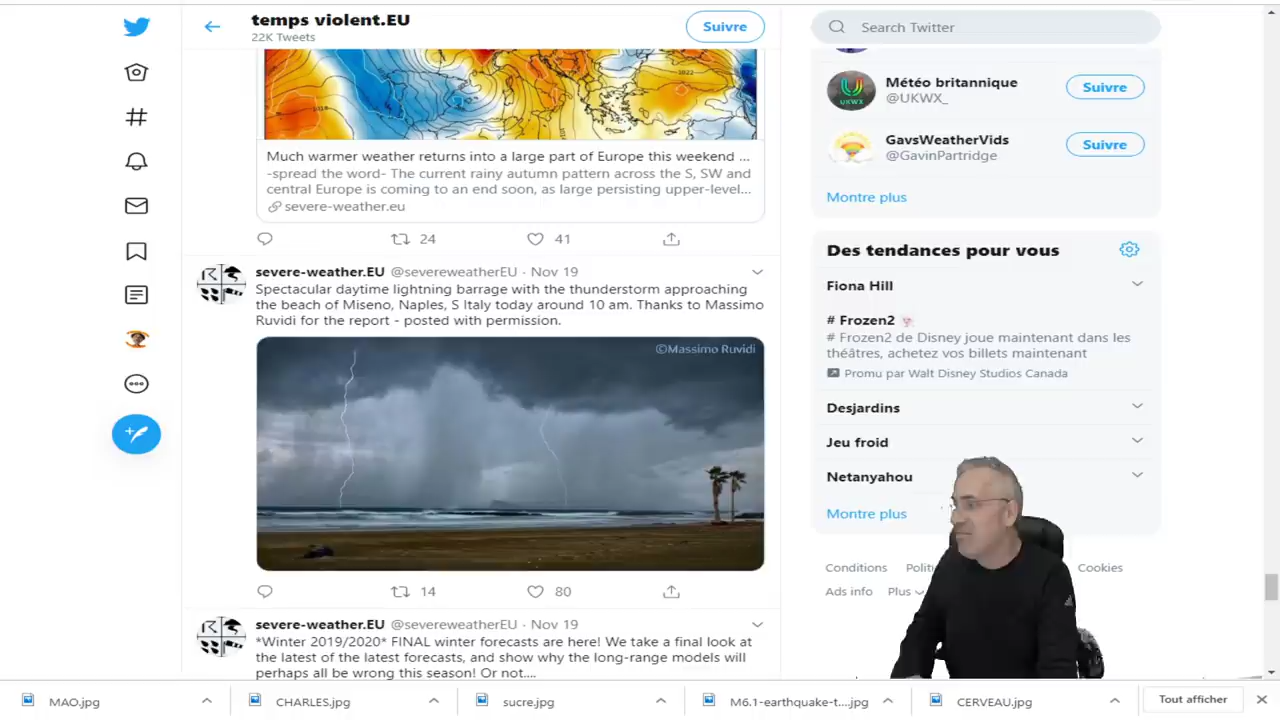 temps violent.EU
22K Tweets
Suivre
Search Twitter
1022
Much warmer weather returns into a large part of Europe this weekend ...
-spread the word- The current rainy autumn pattern across the S, SW and
central Europe is coming to an end soon, as large persisting upper-level...
severe-weather.eu
24
41
severe-weather.EU @severeweatherEU · Nov 19
Spectacular daytime lightning barrage with the thunderstorm approaching
the beach of Miseno, Naples, S Italy today around 10 am. Thanks to Massimo
Ruvidi for the report - posted with permission.
©Massimo Ruvidi
14
80
severe-weather.EU @severeweatherEU · Nov 19
*Winter 2019/2020* FINAL winter forecasts are here! We take a final look at
the latest of the latest forecasts, and show why the long-range models will
perhaps all be wrong this season! Or not....
Météo britannique
@UKWX_
Suivre
GavsWeatherVids
@GavinPartridge
Suivre
Montre plus
Des tendances pour vous
Fiona Hill
# Frozen2
# Frozen2 de Disney joue maintenant dans les
théâtres, achetez vos billets maintenant
Promu par Walt Disney Studios Canada
Desjardins
Jeu froid
Netanyahou
Montre plus
Conditions
Cookies
Ads info Plus
MAO.jpg
CHARLES.jpg
sucre.jpg
M6.1-earthquake-t....jpg
CERVEAU.jpg
Tout afficher